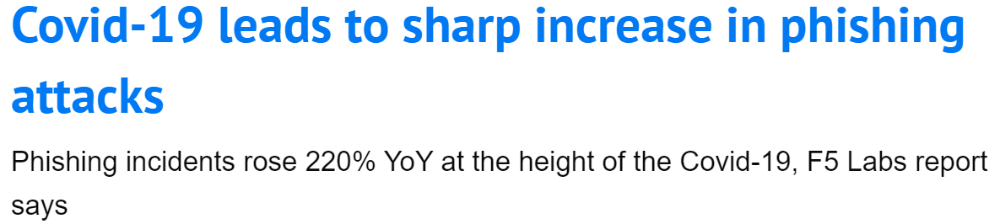 Covid-19 leads to sharp increase in phishing
attacks
Phishing incidents rose 220% YoY at the height of the Covid-19, F5 Labs report
says